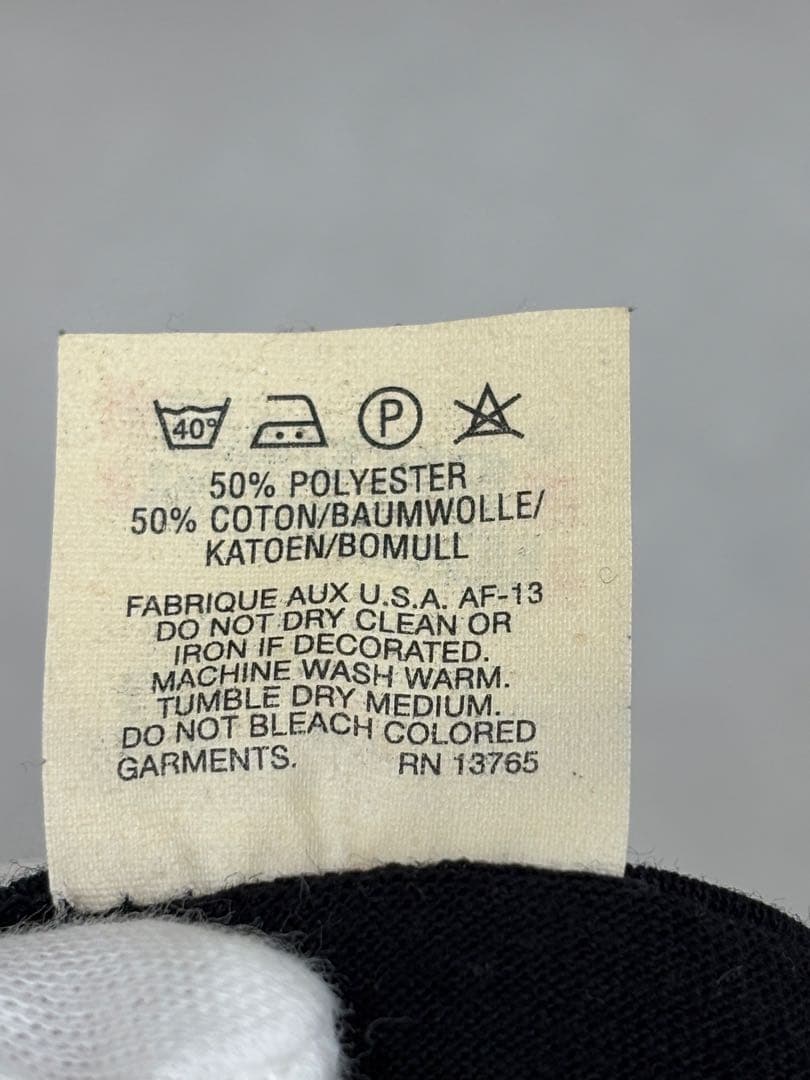 40°
P
50% POLYESTER
50% COTON/BAUMWOLLE/
KATOEN/BOMULL
FABRIQUE AUX U.S.A. AF-13
DO NOT DRY CLEAN OR
IRON IF DECORATED.
MACHINE WASH WARM.
TUMBLE DRY MEDIUM.
DO NOT BLEACH COLORED
GARMENTS. RN 13765